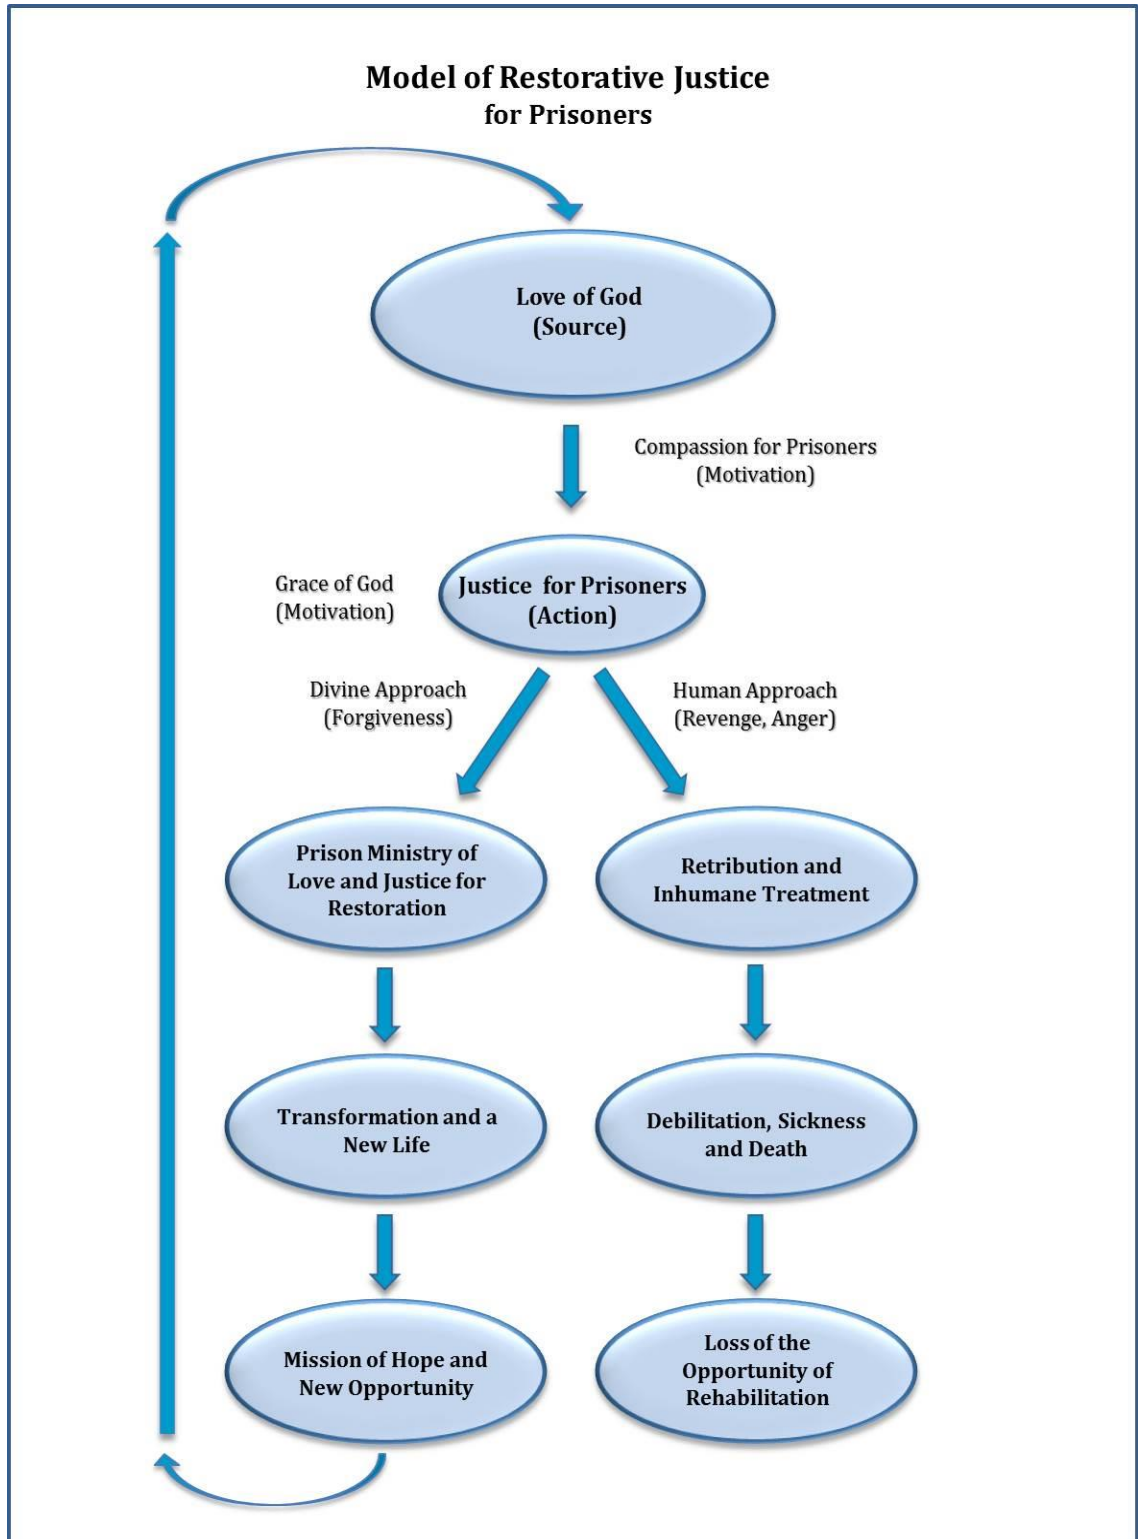 Model of Restorative Justice
for Prisoners
Love of God
(Source)
Compassion for Prisoners
(Motivation)
Grace of God
(Motivation)
Justice for Prisoners
(Action)
Divine Approach
(Forgiveness)
Human Approach
(Revenge, Anger)
Prison Ministry of
Love and Justice for
Restoration
Retribution and
Inhumane Treatment
Transformation and a
New Life
Debilitation, Sickness
and Death
Mission of Hope and
New Opportunity
Loss of the
Opportunity of
Rehabilitation